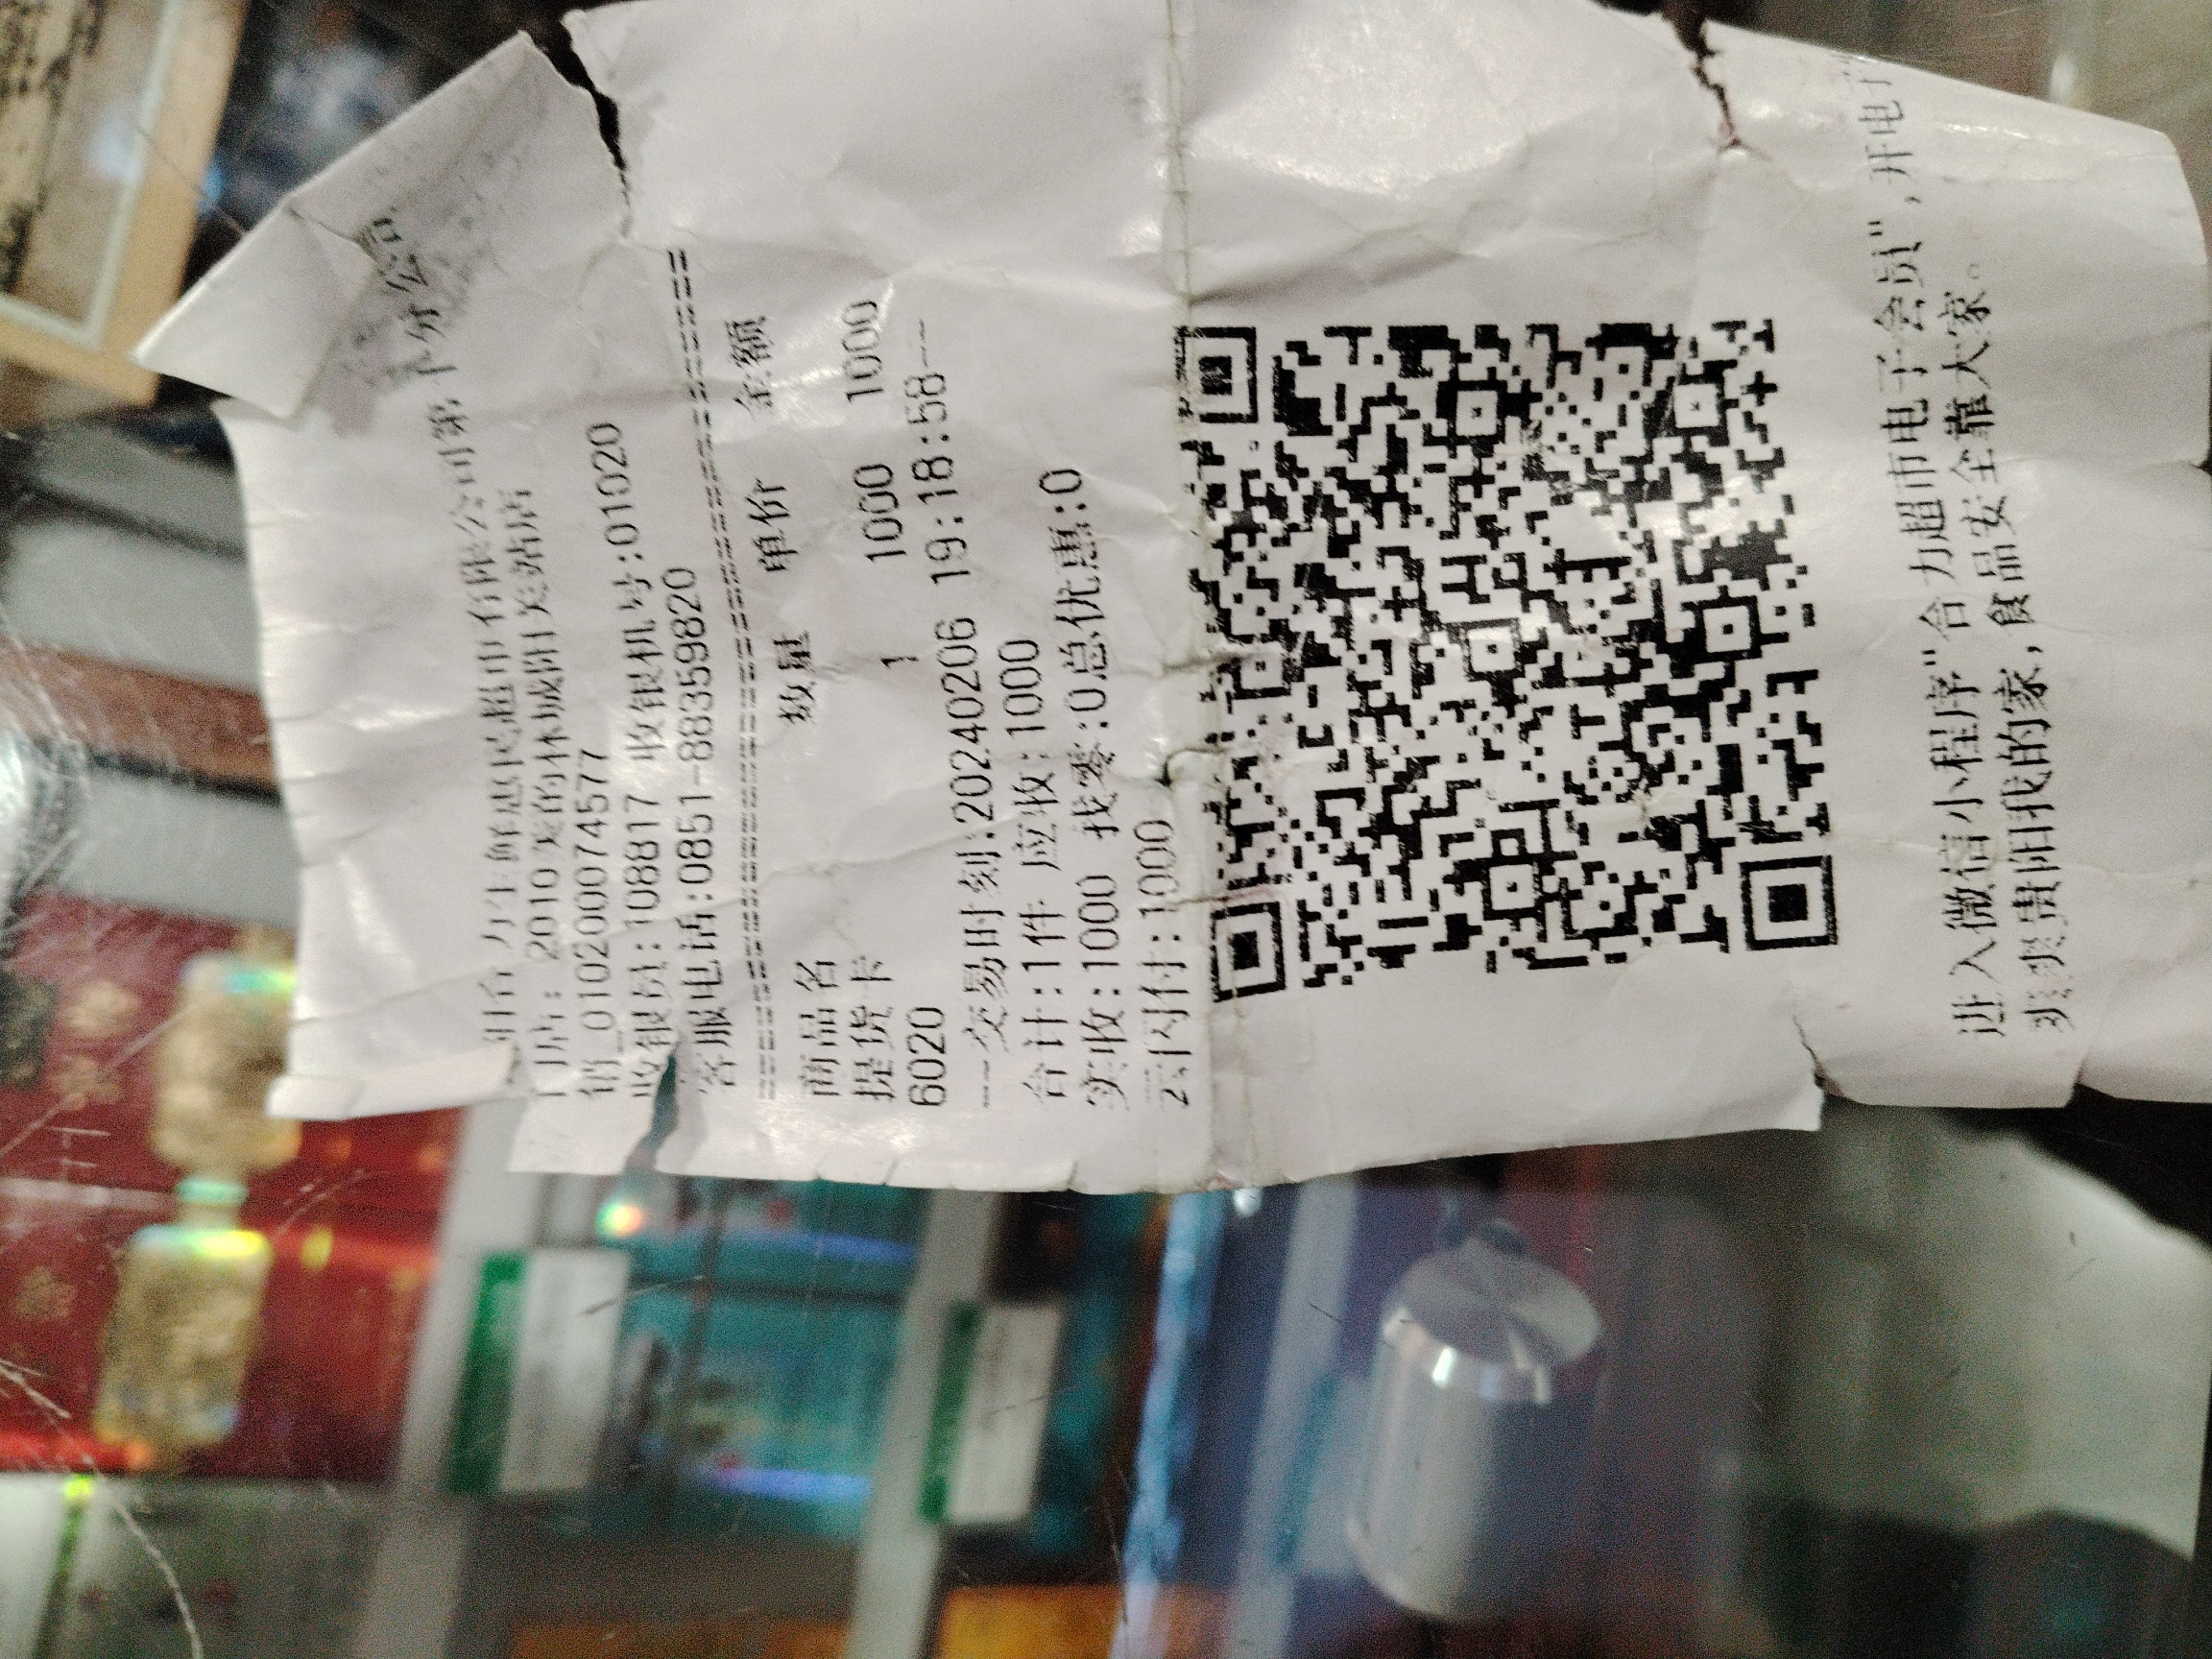 合力生鲜惠民超市有限公司第十分公司
门店: 2010美的林城阳关站店
销_010200074577
收银员:108817 收银机号:01020
客服电话:0851-88359820
商品名 数量 单价 金额
提货卡
6020 1 1000 1000
---交易时刻:20240206 19:18:58--
合计:1件 应收:1000
实收:1000 找零:0总优惠:0
云闪付:1000
进入微信小程序"合力超市电子会员",开电子
爽爽贵阳我的家,食品安全靠大家。